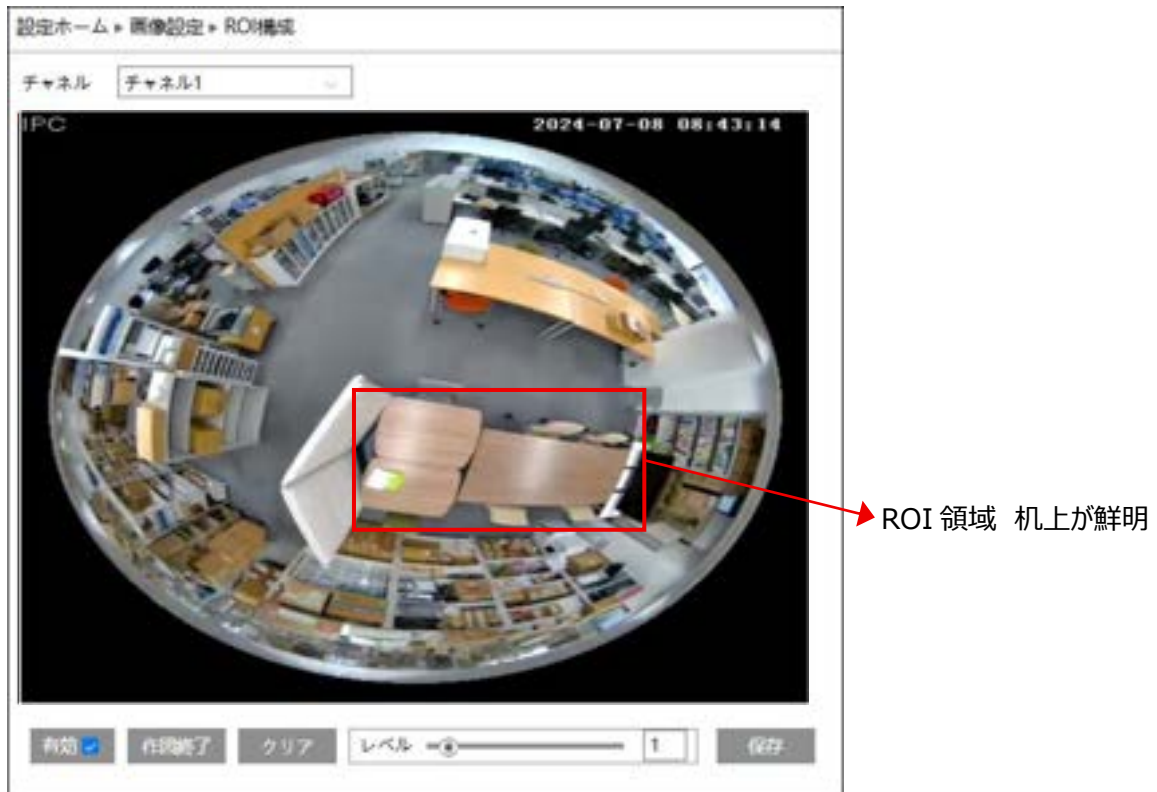 設定ホーム ▸ 画像設定 ▸ ROI構成
チャネル チャネル1
IPC 2024-07-08 08:43:14
ROI 領域 机上が鮮明
有効 作図終了 クリア レベル 1 保存